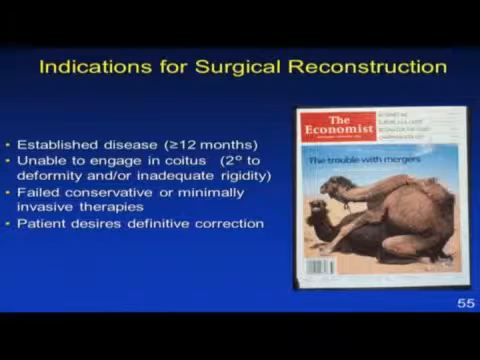 Indications for Surgical Reconstruction
• Established disease (≥12 months)
• Unable to engage in coitus (2º to
deformity and/or inadequate rigidity)
• Failed conservative or minimally
invasive therapies
• Patient desires definitive correction
The
Economist
The trouble with mergers
55